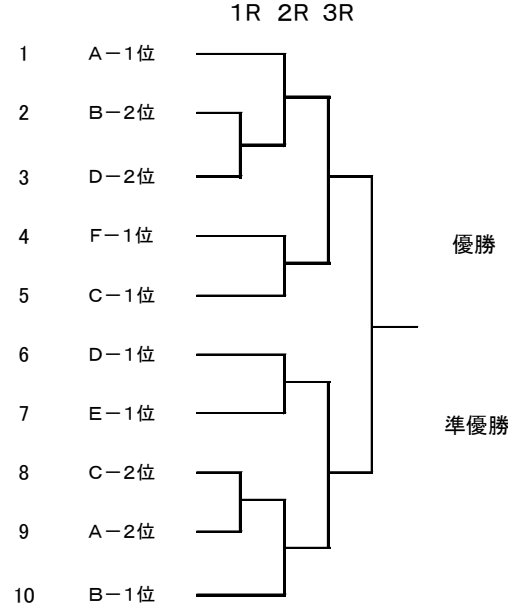 1R 2R 3R
1 A－1位
2 B－2位
3 D－2位
4 F－1位
優勝
5 C－1位
6 D－1位
7 E－1位
準優勝
8 C－2位
9 A－2位
10 B－1位